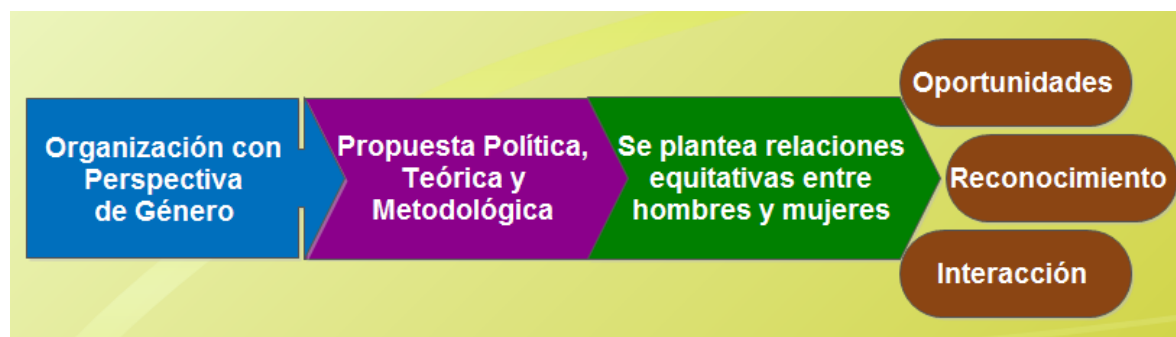 Organización con
Perspectiva
de Género
Propuesta Política,
Teórica y
Metodológica
Se plantea relaciones
equitativas entre
hombres y mujeres
Oportunidades
Reconocimiento
Interacción